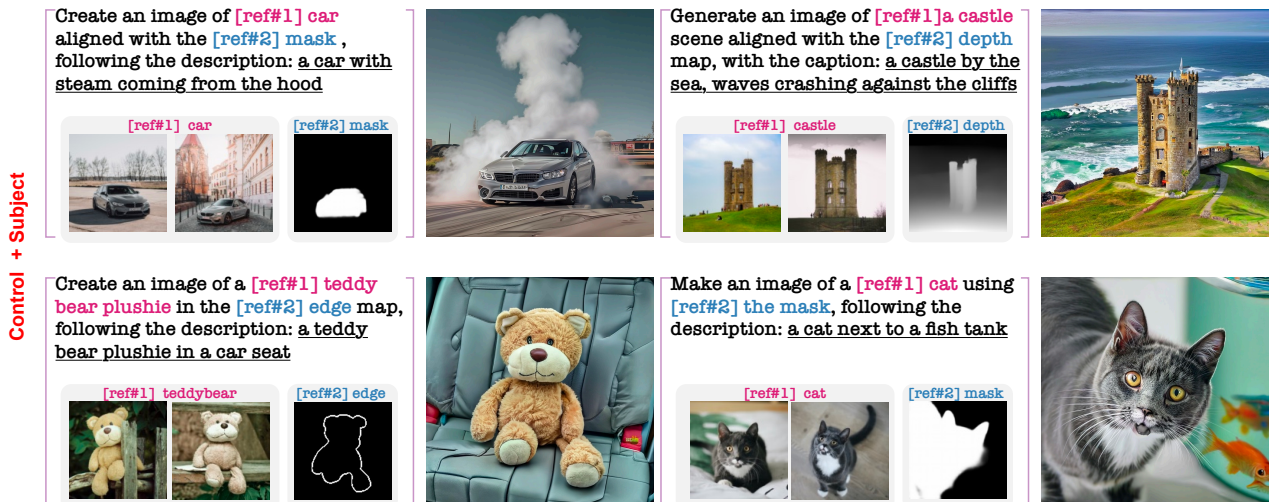 Control + Subject
Create an image of [ref#1] car
aligned with the [ref#2] mask ,
following the description: a car with
steam coming from the hood
[ref#1] car
[ref#2] mask
Generate an image of [ref#1]a castle
scene aligned with the [ref#2] depth
map, with the caption: a castle by the
sea, waves crashing against the cliffs
[ref#1] castle
[ref#2] depth
Create an image of a [ref#1] teddy
bear plushie in the [ref#2] edge map,
following the description: a teddy
bear plushie in a car seat
[ref#1] teddybear
[ref#2] edge
Make an image of a [ref#1] cat using
[ref#2] the mask, following the
description: a cat next to a fish tank
[ref#1] cat
[ref#2] mask